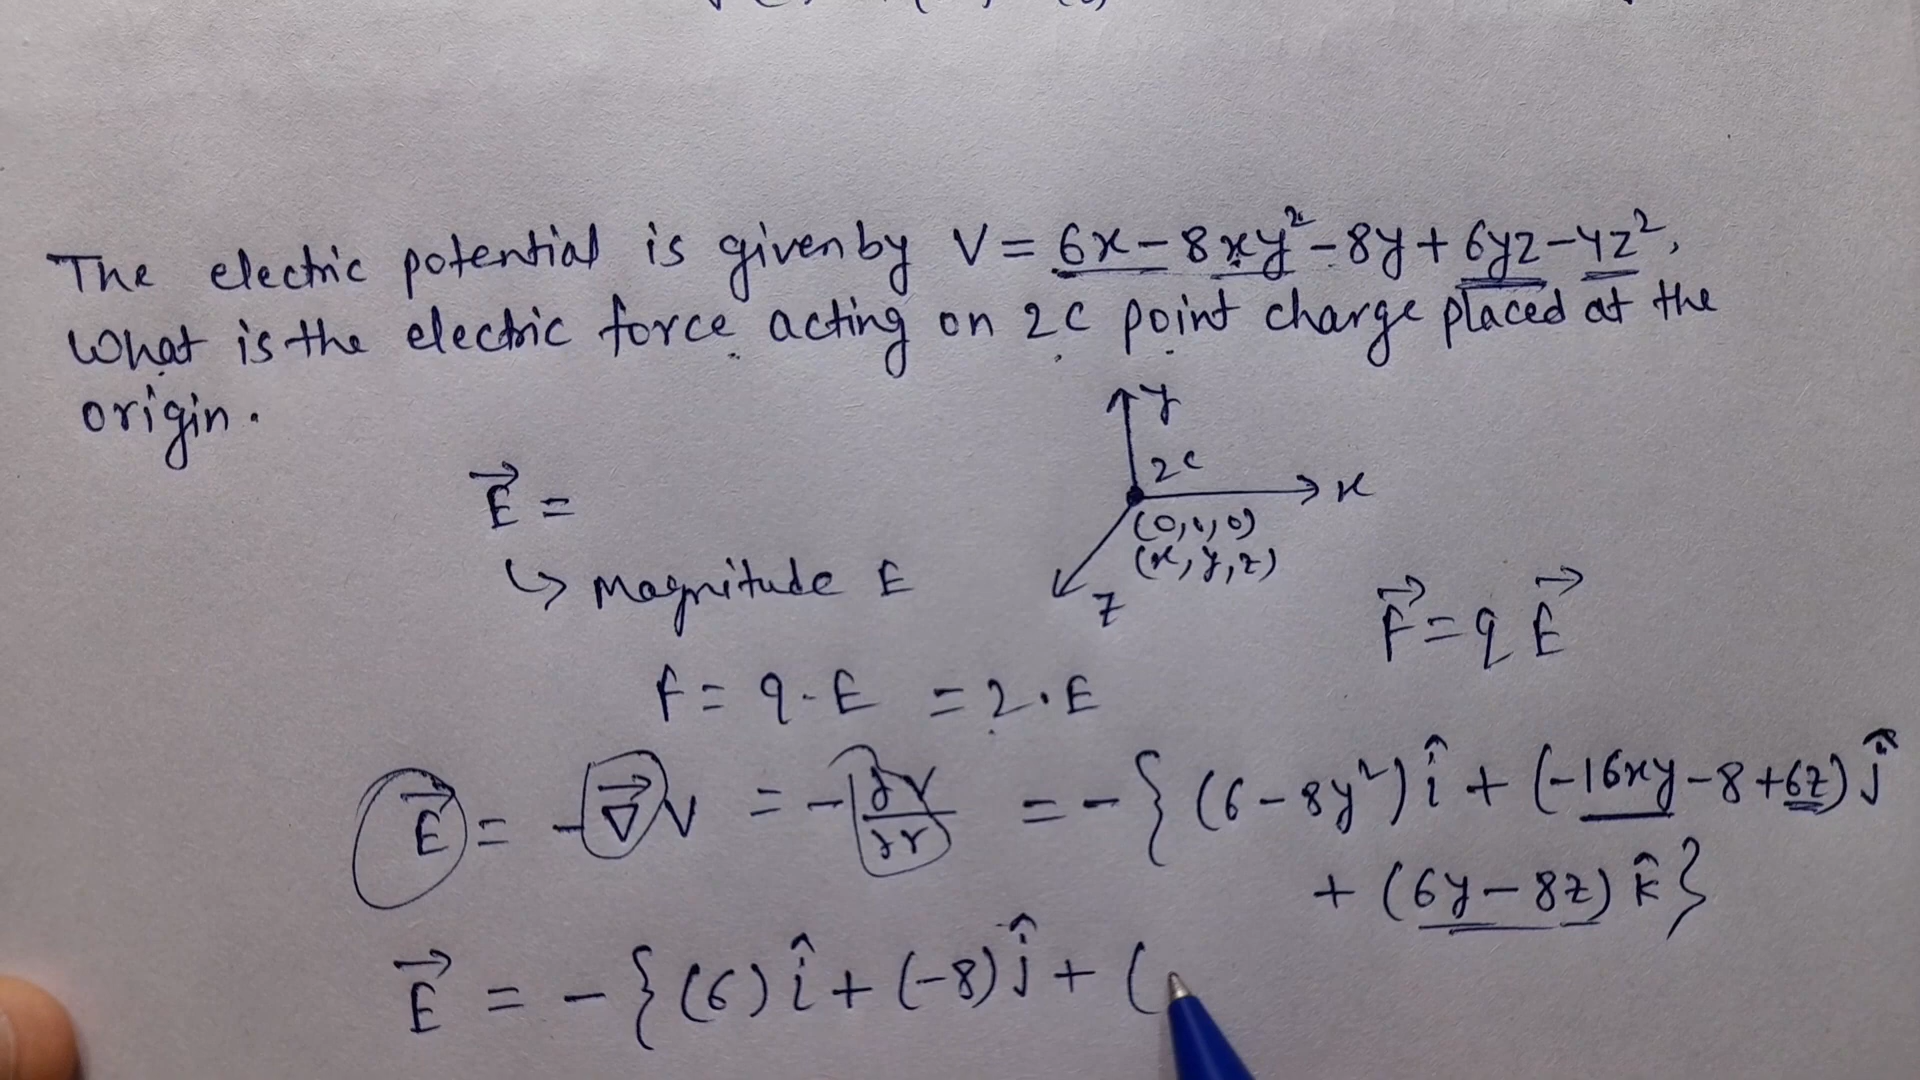 The electric potential is given by V = 6x - 8xy² - 8y + 6yz - 4z²,
What is the electric force acting on 2C point charge placed at the
origin.
y
2C
x
(0,0,0)
(x,y,z)
z
E⃗ =
↳ Magnitude E
F⃗ = q E⃗
F = q·E = 2·E
E⃗ = -∇⃗V = -∂V/∂r = -{(6-8y²)î + (-16xy-8+6z)ĵ
+ (6y-8z)k̂}
E⃗ = -{(6)î + (-8)ĵ + (